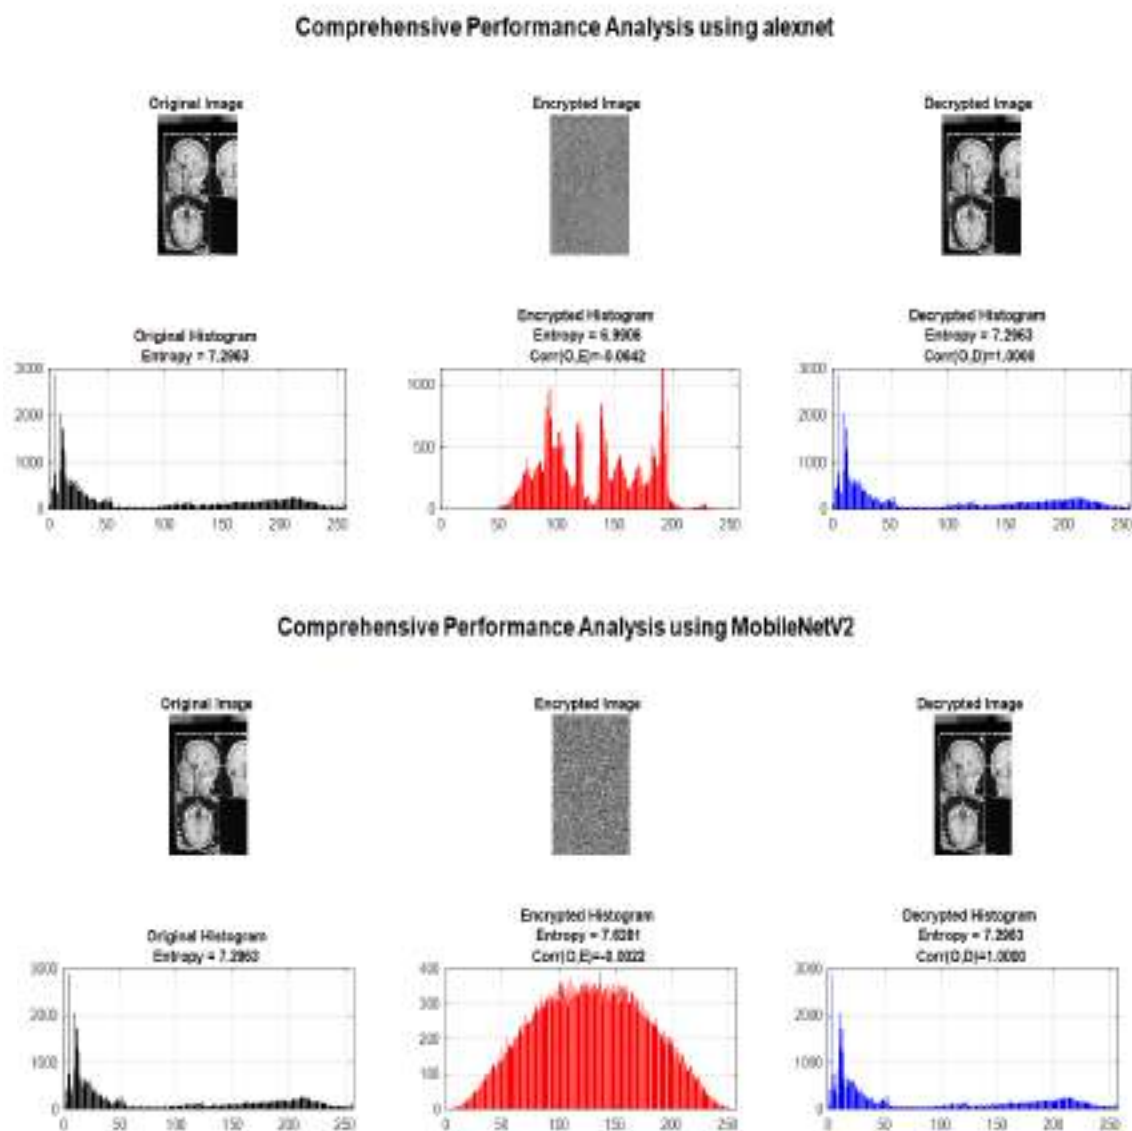 Comprehensive Performance Analysis using alexnet
Original Image
Encrypted Image
Decrypted Image
Original Histogram
Entropy = 7.2963
Encrypted Histogram
Entropy = 6.9906
Corr(O,E)=-0.0642
Decrypted Histogram
Entropy = 7.2963
Corr(O,D)=1.0000
3000
2000
1000
0
0 50 100 150 200 250
1000
500
0
0 50 100 150 200 250
3000
2000
1000
0
0 50 100 150 200 250
Comprehensive Performance Analysis using MobileNetV2
Original Image
Encrypted Image
Decrypted Image
Original Histogram
Entropy = 7.2963
Encrypted Histogram
Entropy =
Corr(O,E)=-0.0022
Decrypted Histogram
Entropy = 7.2963
Corr(O,D)=1.0000
3000
2000
1000
0
0 50 100 150 200 250
400
300
200
100
0
0 50 100 150 200 250
3000
2000
1000
0
0 50 100 150 200 250